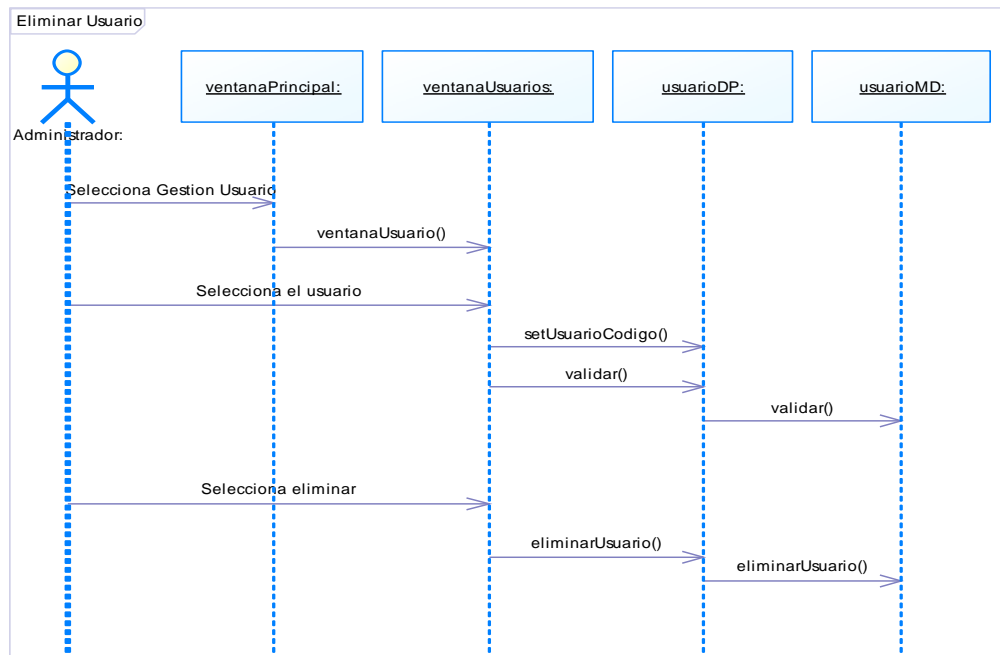 Eliminar Usuario
Administrador:
ventanaPrincipal:
ventanaUsuarios:
usuarioDP:
usuarioMD:
Selecciona Gestion Usuario
ventanaUsuario()
Selecciona el usuario
setUsuarioCodigo()
validar()
validar()
Selecciona eliminar
eliminarUsuario()
eliminarUsuario()